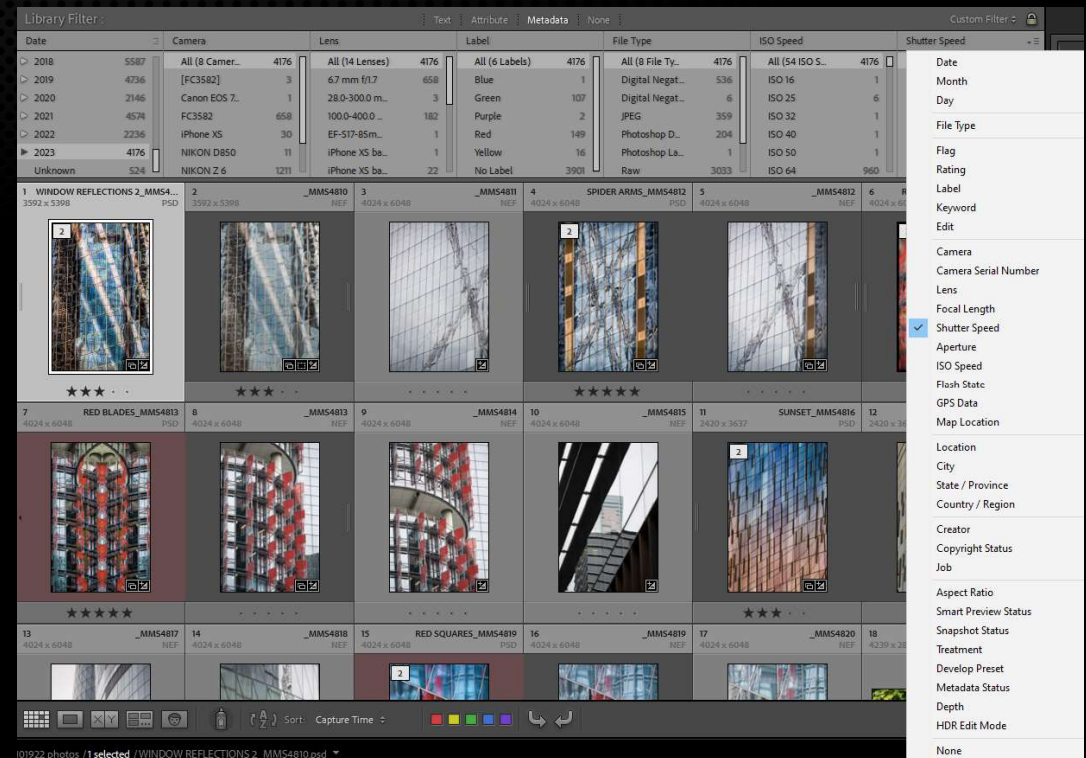 Library Filter :
Text Attribute Metadata None
Custom Filter
Date Camera Lens Label File Type ISO Speed Shutter Speed
2018 5587 All (8 Camer... 4176 All (14 Lenses) 4176 All (6 Labels) 4176 All (8 File Ty... 4176 All (54 ISO S... 4176
2019 4736 [FC3582] 3 6.7 mm f/1.7 658 Blue 1 Digital Negat... 536 ISO 16 1
2020 2146 Canon EOS 7... 1 28.0-300.0 m... 3 Green 107 Digital Negat... 6 ISO 25 6
2021 4574 FC3582 658 100.0-400.0 ... 182 Purple 2 JPEG 359 ISO 32 1
2022 2236 iPhone XS 30 EF-S17-85m... 1 Red 149 Photoshop D... 204 ISO 40 1
2023 4176 NIKON D850 11 iPhone XS ba... 1 Yellow 16 Photoshop La... 1 ISO 50 1
Unknown 524 NIKON Z 6 1211 iPhone XS ba... 22 No Label 3901 Raw 3033 ISO 64 960
Date
Month
Day
File Type
Flag
Rating
Label
Keyword
Edit
Camera
Camera Serial Number
Lens
Focal Length
Shutter Speed
Aperture
ISO Speed
Flash State
GPS Data
Map Location
Location
City
State / Province
Country / Region
Creator
Copyright Status
Job
Aspect Ratio
Smart Preview Status
Snapshot Status
Treatment
Develop Preset
Metadata Status
Depth
HDR Edit Mode
None
1 WINDOW REFLECTIONS 2_MMS4... 2 _MMS4810 3 _MMS4811 4 SPIDER ARMS_MMS4812 5 _MMS4812 6
3592 x 5398 PSD 3592 x 5398 NEF 4024 x 6048 NEF 4024 x 6048 PSD 4024 x 6048 NEF
2
2
7 RED BLADES_MMS4813 8 _MMS4813 9 _MMS4814 10 _MMS4815 11 SUNSET_MMS4816 12
4024 x 6048 PSD 4024 x 6048 NEF 4024 x 6048 NEF 4024 x 6048 NEF 2420 x 3637 PSD
2
13 _MMS4817 14 _MMS4818 15 RED SQUARES_MMS4819 16 _MMS4819 17 _MMS4820 18
4024 x 6048 NEF 4024 x 6048 NEF 4024 x 6048 PSD 4024 x 6048 NEF 4024 x 6048 NEF
2
XY Sort: Capture Time
101922 photos / 1 selected / WINDOW REFLECTIONS 2_MMS4810.psd